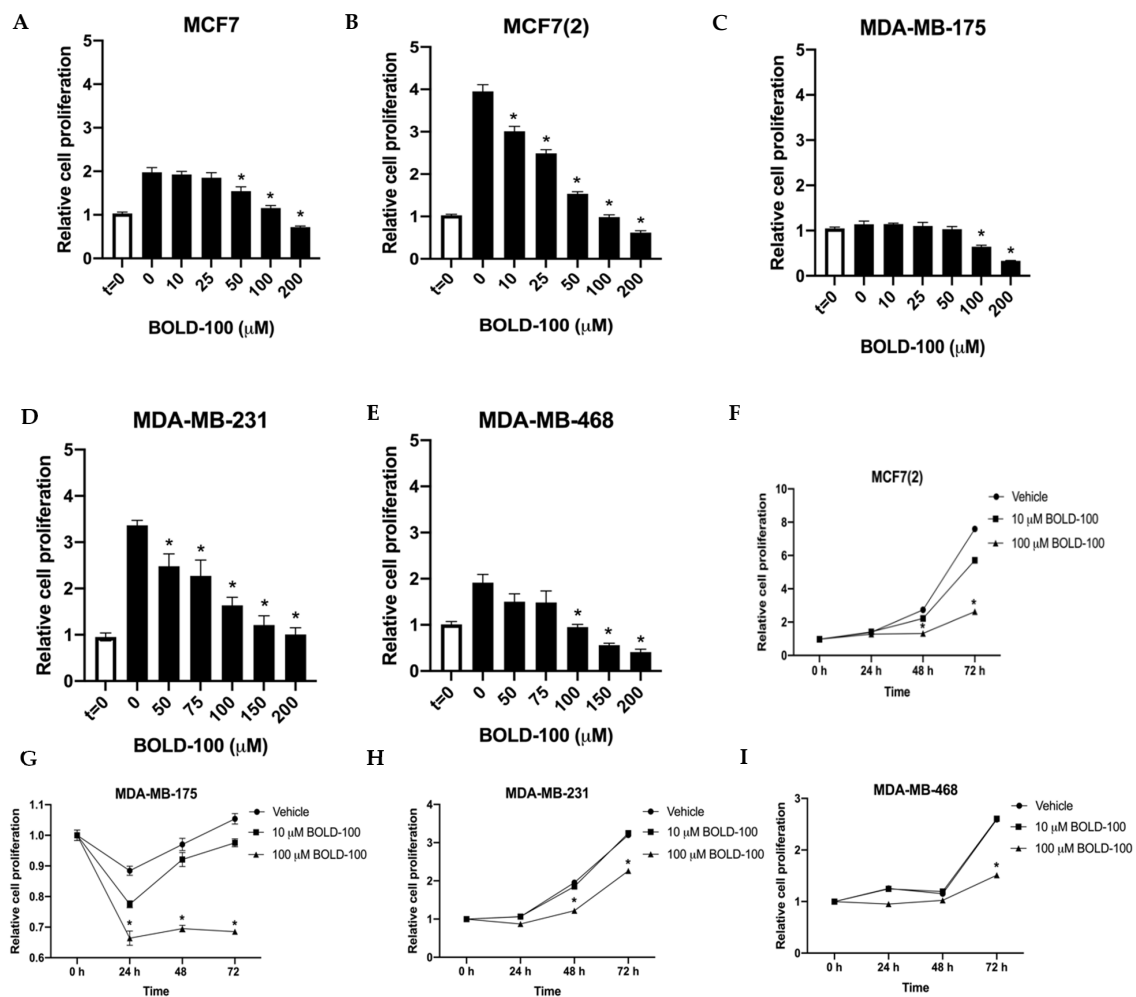 A
MCF7
Relative cell proliferation
5
4
3
2
1
0
* * *
t=0 0 10 25 50 100 200
BOLD-100 (μM)
B
MCF7(2)
Relative cell proliferation
5
4
3
2
1
0
* * * * *
t=0 0 10 25 50 100 200
BOLD-100 (μM)
C
MDA-MB-175
Relative cell proliferation
5
4
3
2
1
0
* *
t=0 0 10 25 50 100 200
BOLD-100 (μM)
D
MDA-MB-231
Relative cell proliferation
5
4
3
2
1
0
* * * * *
t=0 0 50 75 100 150 200
BOLD-100 (μM)
E
MDA-MB-468
Relative cell proliferation
5
4
3
2
1
0
* * *
t=0 0 50 75 100 150 200
BOLD-100 (μM)
F
MCF7(2)
Relative cell proliferation
10
8
6
4
2
0
* *
0 h 24 h 48 h 72 h
Time
Vehicle
10 μM BOLD-100
100 μM BOLD-100
G
MDA-MB-175
Relative cell proliferation
1.1
1.0
0.9
0.8
0.7
0.6
* * *
0 h 24 h 48 72
Time
Vehicle
10 μM BOLD-100
100 μM BOLD-100
H
MDA-MB-231
Relative cell proliferation
4
3
2
1
0
* *
0 h 24 h 48 h 72 h
Time
Vehicle
10 μM BOLD-100
100 μM BOLD-100
I
MDA-MB-468
Relative cell proliferation
3
2
1
0
*
0 h 24 h 48 h 72 h
Time
Vehicle
10 μM BOLD-100
100 μM BOLD-100